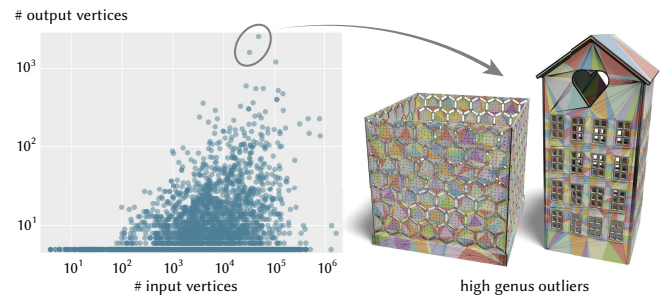 # output vertices
10³
10²
10¹
10¹ 10² 10³ 10⁴ 10⁵ 10⁶
# input vertices
high genus outliers